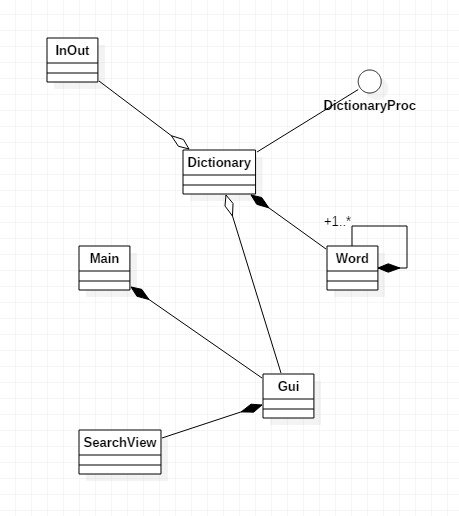 InOut
DictionaryProc
Dictionary
+1..*
Main
Word
Gui
SearchView